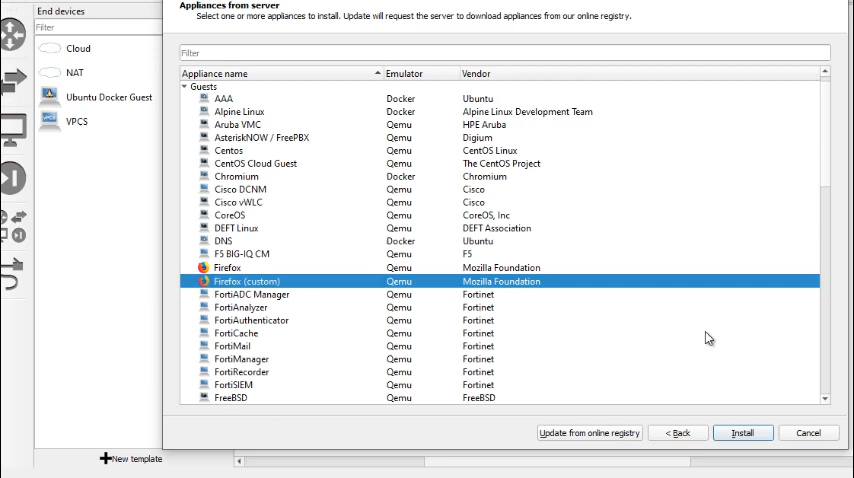 End devices
Filter
Cloud
NAT
Ubuntu Docker Guest
VPCS
New template
Appliances from server
Select one or more appliances to install. Update will request the server to download appliances from our online registry.
Filter
Appliance name Emulator Vendor
Guests
AAA Docker Ubuntu
Alpine Linux Docker Alpine Linux Development Team
Aruba VMC Qemu HPE Aruba
AsteriskNOW / FreePBX Qemu Digium
Centos Qemu CentOS Linux
CentOS Cloud Guest Qemu The CentOS Project
Chromium Docker Chromium
Cisco DCNM Qemu Cisco
Cisco vWLC Qemu Cisco
CoreOS Qemu CoreOS, Inc
DEFT Linux Qemu DEFT Association
DNS Docker Ubuntu
F5 BIG-IQ CM Qemu F5
Firefox Qemu Mozilla Foundation
Firefox (custom) Qemu Mozilla Foundation
FortiADC Manager Qemu Fortinet
FortiAnalyzer Qemu Fortinet
FortiAuthenticator Qemu Fortinet
FortiCache Qemu Fortinet
FortiMail Qemu Fortinet
FortiManager Qemu Fortinet
FortiRecorder Qemu Fortinet
FortiSIEM Qemu Fortinet
FreeBSD Qemu FreeBSD
Update from online registry < Back Install Cancel